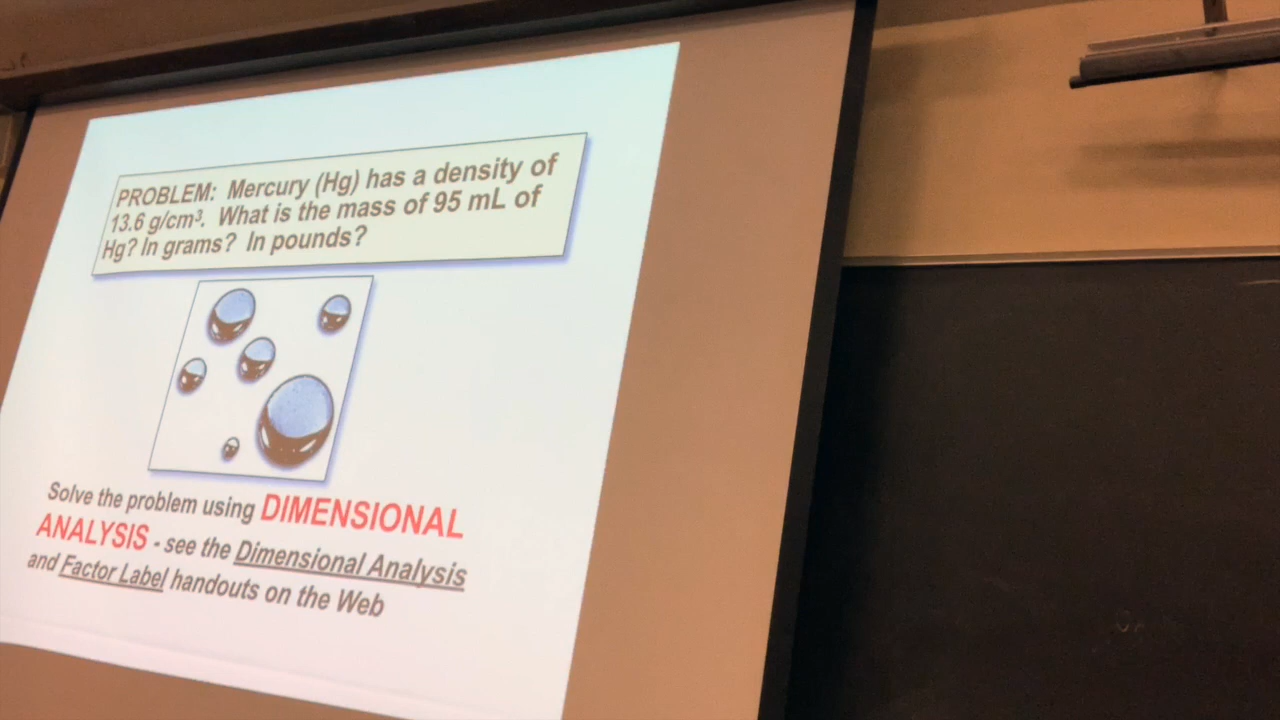 PROBLEM: Mercury (Hg) has a density of
13.6 g/cm³. What is the mass of 95 mL of
Hg? In grams? In pounds?
Solve the problem using DIMENSIONAL
ANALYSIS - see the Dimensional Analysis
and Factor Label handouts on the Web